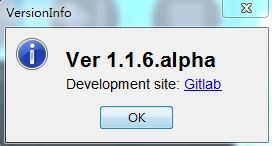 VersionInfo
Ver 1.1.6.alpha
Development site: Gitlab
OK